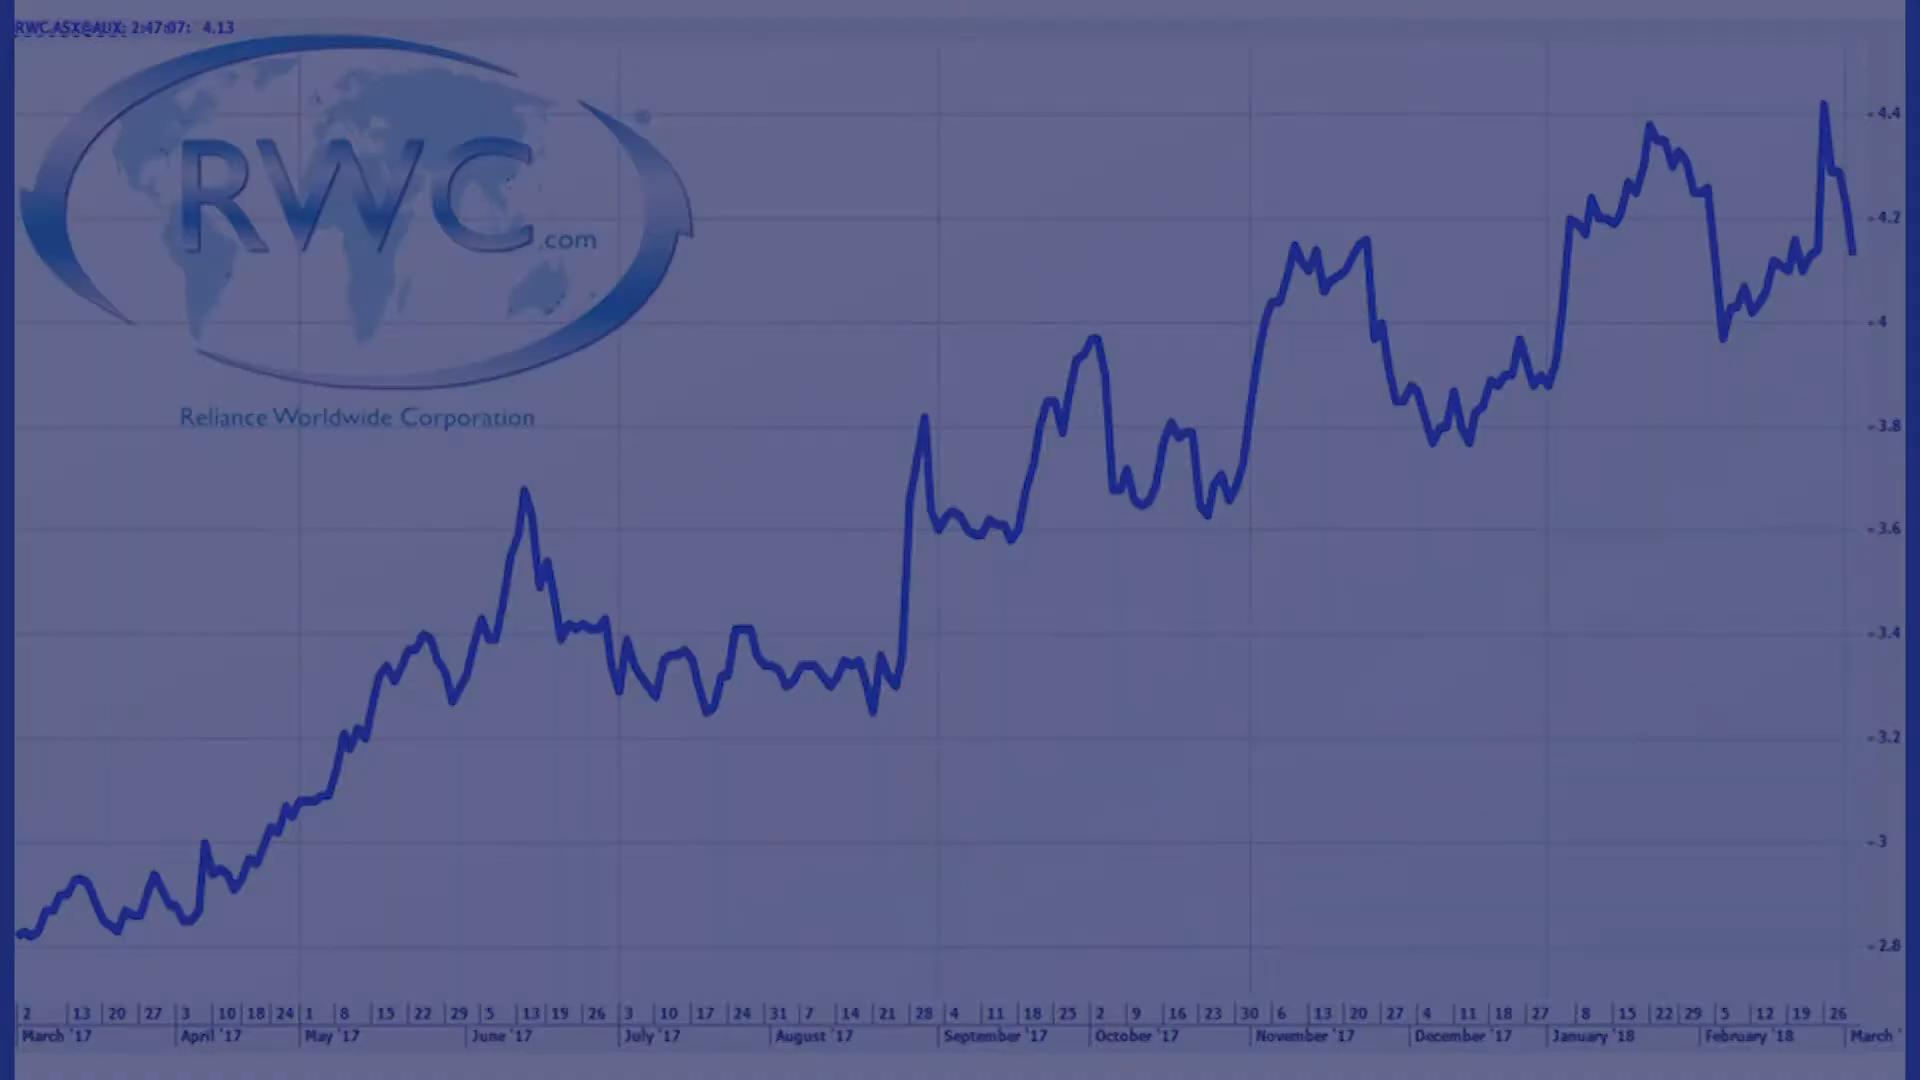 RWC.ASX@AUX: 2:47:07: 4.13
RWC.com
Reliance Worldwide Corporation
4.4
4.2
4
3.8
3.6
3.4
3.2
3
2.8
2 13 20 27 3 10 18 24 1 8 15 22 29 5 13 19 26 3 10 17 24 31 7 14 21 28 4 11 18 25 2 9 16 23 30 6 13 20 27 4 11 18 27 8 15 22 29 5 12 19 26
March '17 April '17 May '17 June '17 July '17 August '17 September '17 October '17 November '17 December '17 January '18 February '18 March '